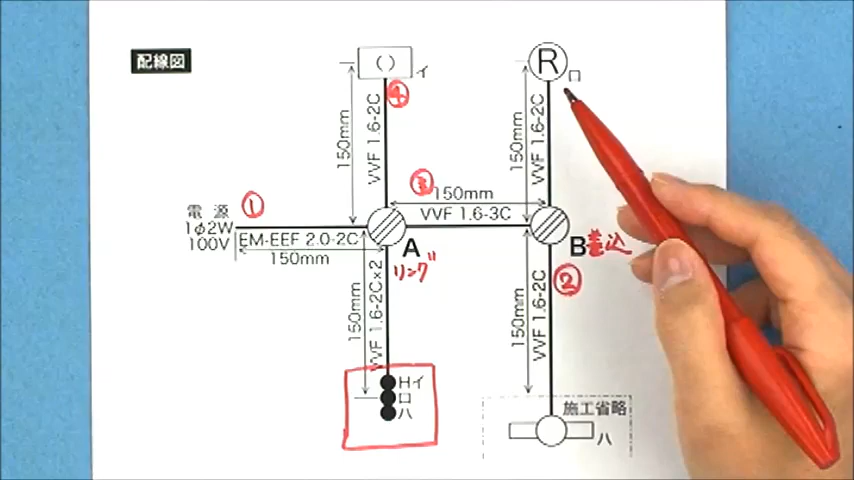 配線図
( )
イ
④
150mm
VVF 1.6-2C
R
ロ
150mm
VVF 1.6-2C
①
③
150mm
VVF 1.6-3C
電源
1φ2W
100V
EM-EEF 2.0-2C
150mm
A
リング
B差込
150mm
VVF 1.6-2C×2
②
150mm
VVF 1.6-2C
Hイ
ロ
ハ
施工省略
ハ